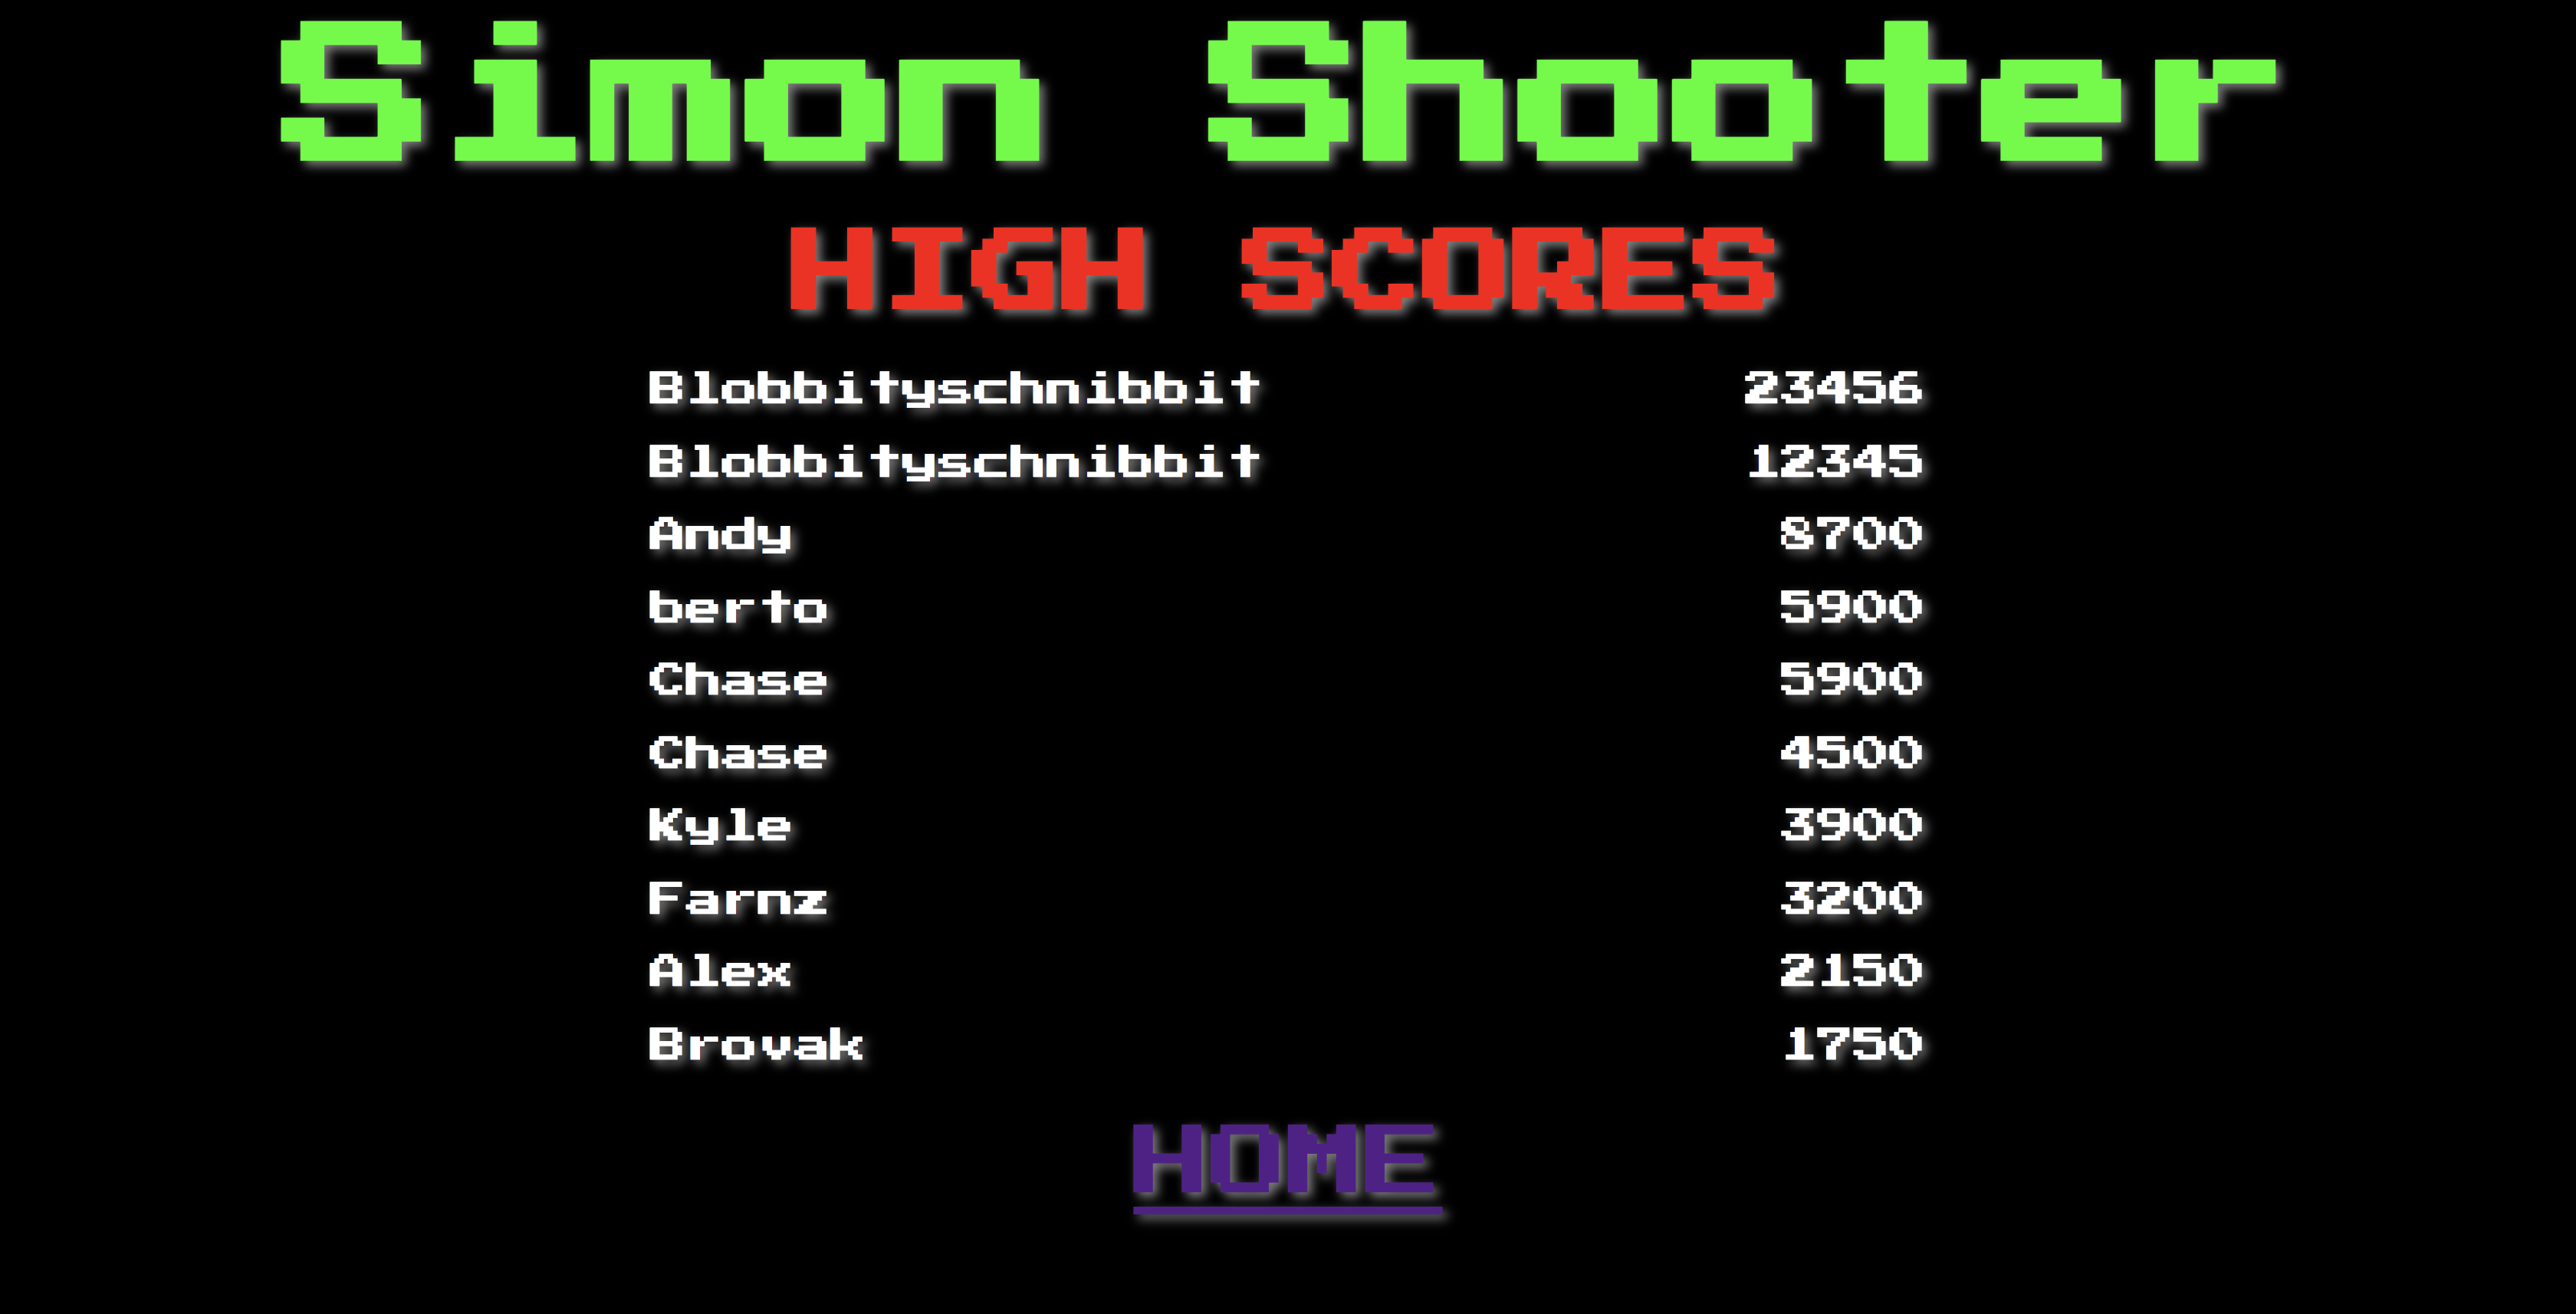 Simon Shooter
HIGH SCORES
Blobbityschnibbit 23456
Blobbityschnibbit 12345
Andy 8700
berto 5900
Chase 5900
Chase 4500
Kyle 3900
Farnz 3200
Alex 2150
Brovak 1750
HOME